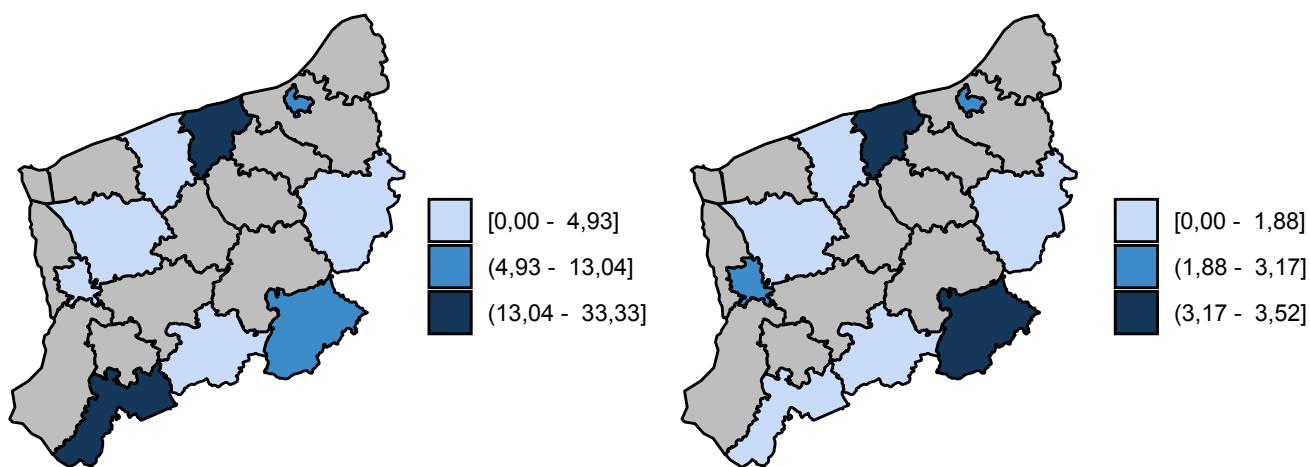 [0,00 - 4,93]
(4,93 - 13,04]
(13,04 - 33,33]
[0,00 - 1,88]
(1,88 - 3,17]
(3,17 - 3,52]